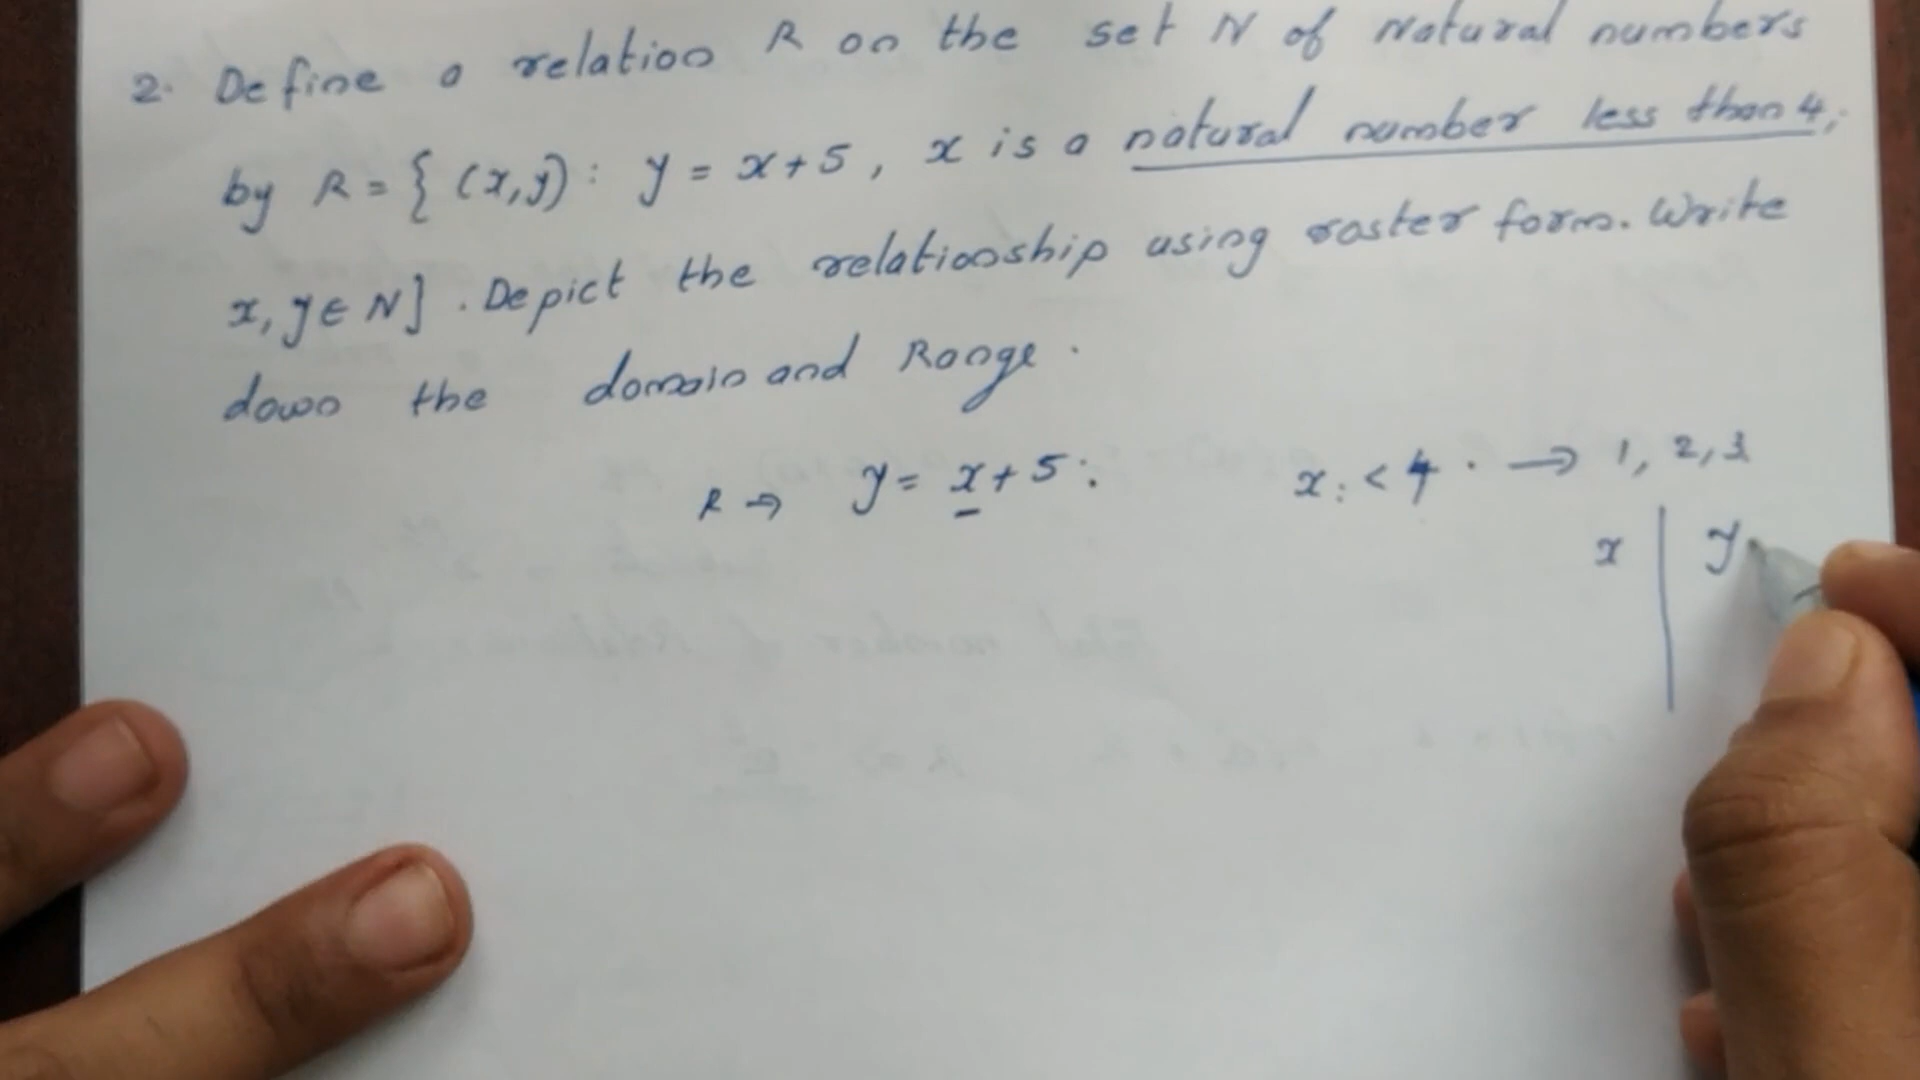 2. Define a relation R on the set N of Natural numbers
by R = { (x,y) : y = x+5 , x is a natural number less than 4;
x, y ∈ N} . Depict the relationship using roster form. Write
down the domain and Range .
R → y = x + 5 : x : < 4 . → 1, 2, 3
x | y